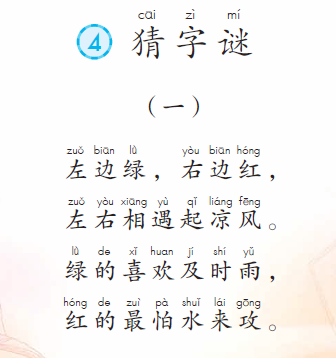 cāi zì mí
4 猜字谜
（一）
zuǒ biān lǜ yòu biān hóng
左边绿，右边红，
zuǒ yòu xiāng yù qǐ liáng fēng
左右相遇起凉风。
lǜ de xǐ huan jí shí yǔ
绿的喜欢及时雨，
hóng de zuì pà shuǐ lái gōng
红的最怕水来攻。